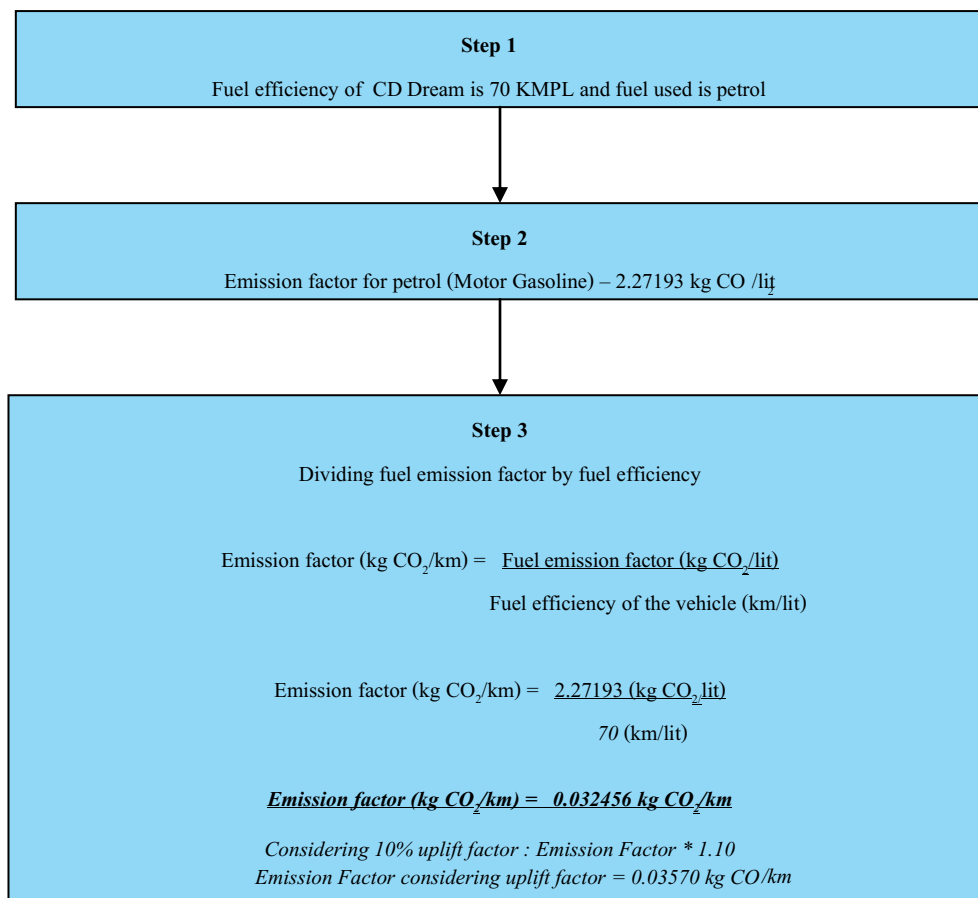 Step 1
Fuel efficiency of CD Dream is 70 KMPL and fuel used is petrol
Step 2
Emission factor for petrol (Motor Gasoline) – 2.27193 kg CO₂/lit
Step 3
Dividing fuel emission factor by fuel efficiency
Emission factor (kg CO₂/km) = Fuel emission factor (kg CO₂/lit)
Fuel efficiency of the vehicle (km/lit)
Emission factor (kg CO₂/km) = 2.27193 (kg CO₂/lit)
70 (km/lit)
Emission factor (kg CO₂/km) = 0.032456 kg CO₂/km
Considering 10% uplift factor : Emission Factor * 1.10
Emission Factor considering uplift factor = 0.03570 kg CO/km